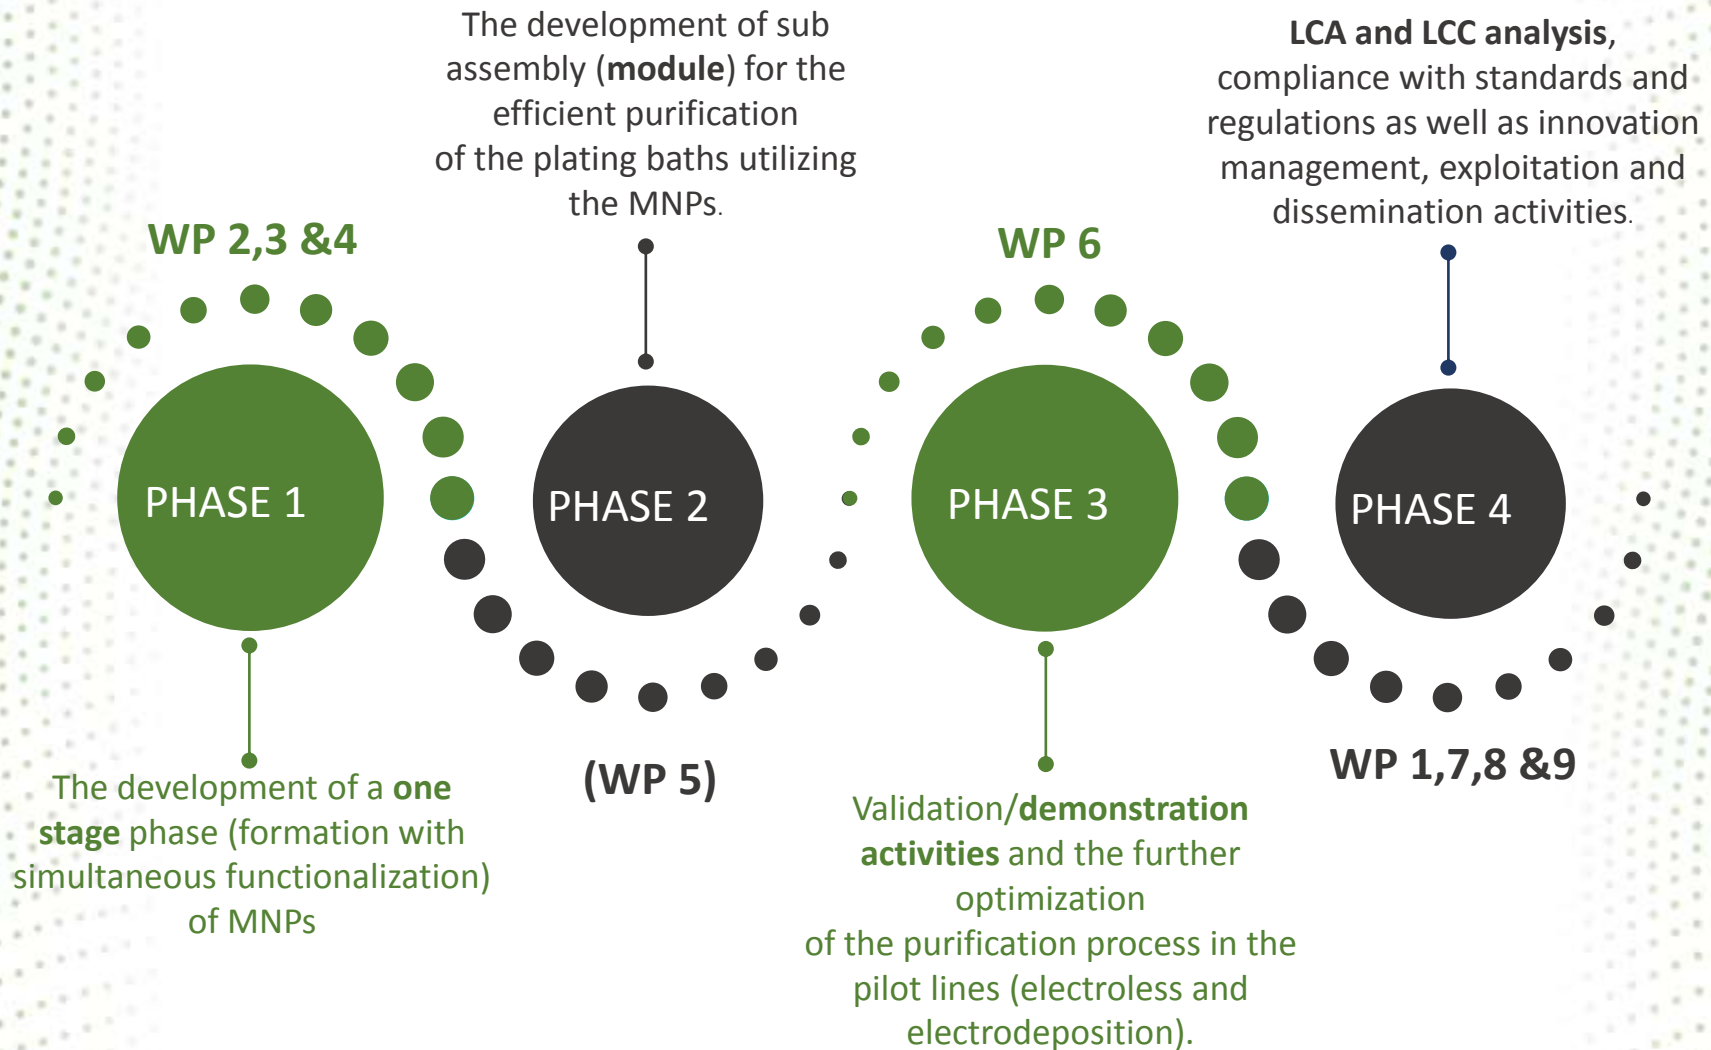 WP 2,3 &4
PHASE 1
The development of a one
stage phase (formation with
simultaneous functionalization)
of MNPs
The development of sub
assembly (module) for the
efficient purification
of the plating baths utilizing
the MNPs.
PHASE 2
(WP 5)
WP 6
PHASE 3
Validation/demonstration
activities and the further
optimization
of the purification process in the
pilot lines (electroless and
electrodeposition).
LCA and LCC analysis,
compliance with standards and
regulations as well as innovation
management, exploitation and
dissemination activities.
PHASE 4
WP 1,7,8 &9